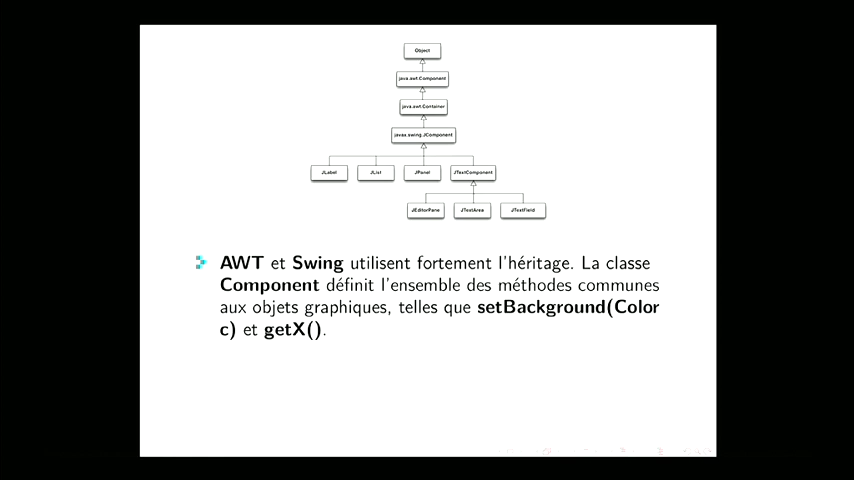 Object
java.awt.Component
java.awt.Container
javax.swing.JComponent
JLabel
JList
JPanel
JTextComponent
JEditorPane
JTextArea
JTextField
AWT et Swing utilisent fortement l'héritage. La classe
Component définit l'ensemble des méthodes communes
aux objets graphiques, telles que setBackground(Color
c) et getX().